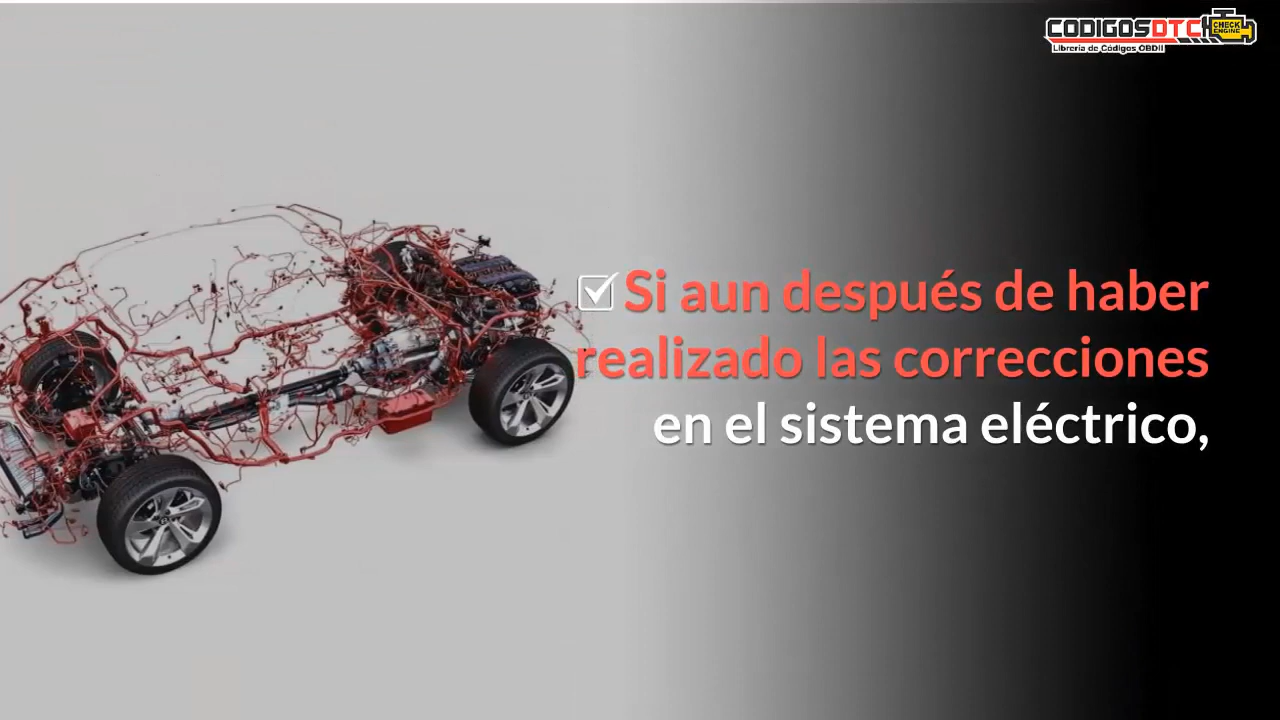 CODIGOSDTC
CHECK
ENGINE
Libreria de Códigos OBDII
Si aun después de haber
realizado las correcciones
en el sistema eléctrico,